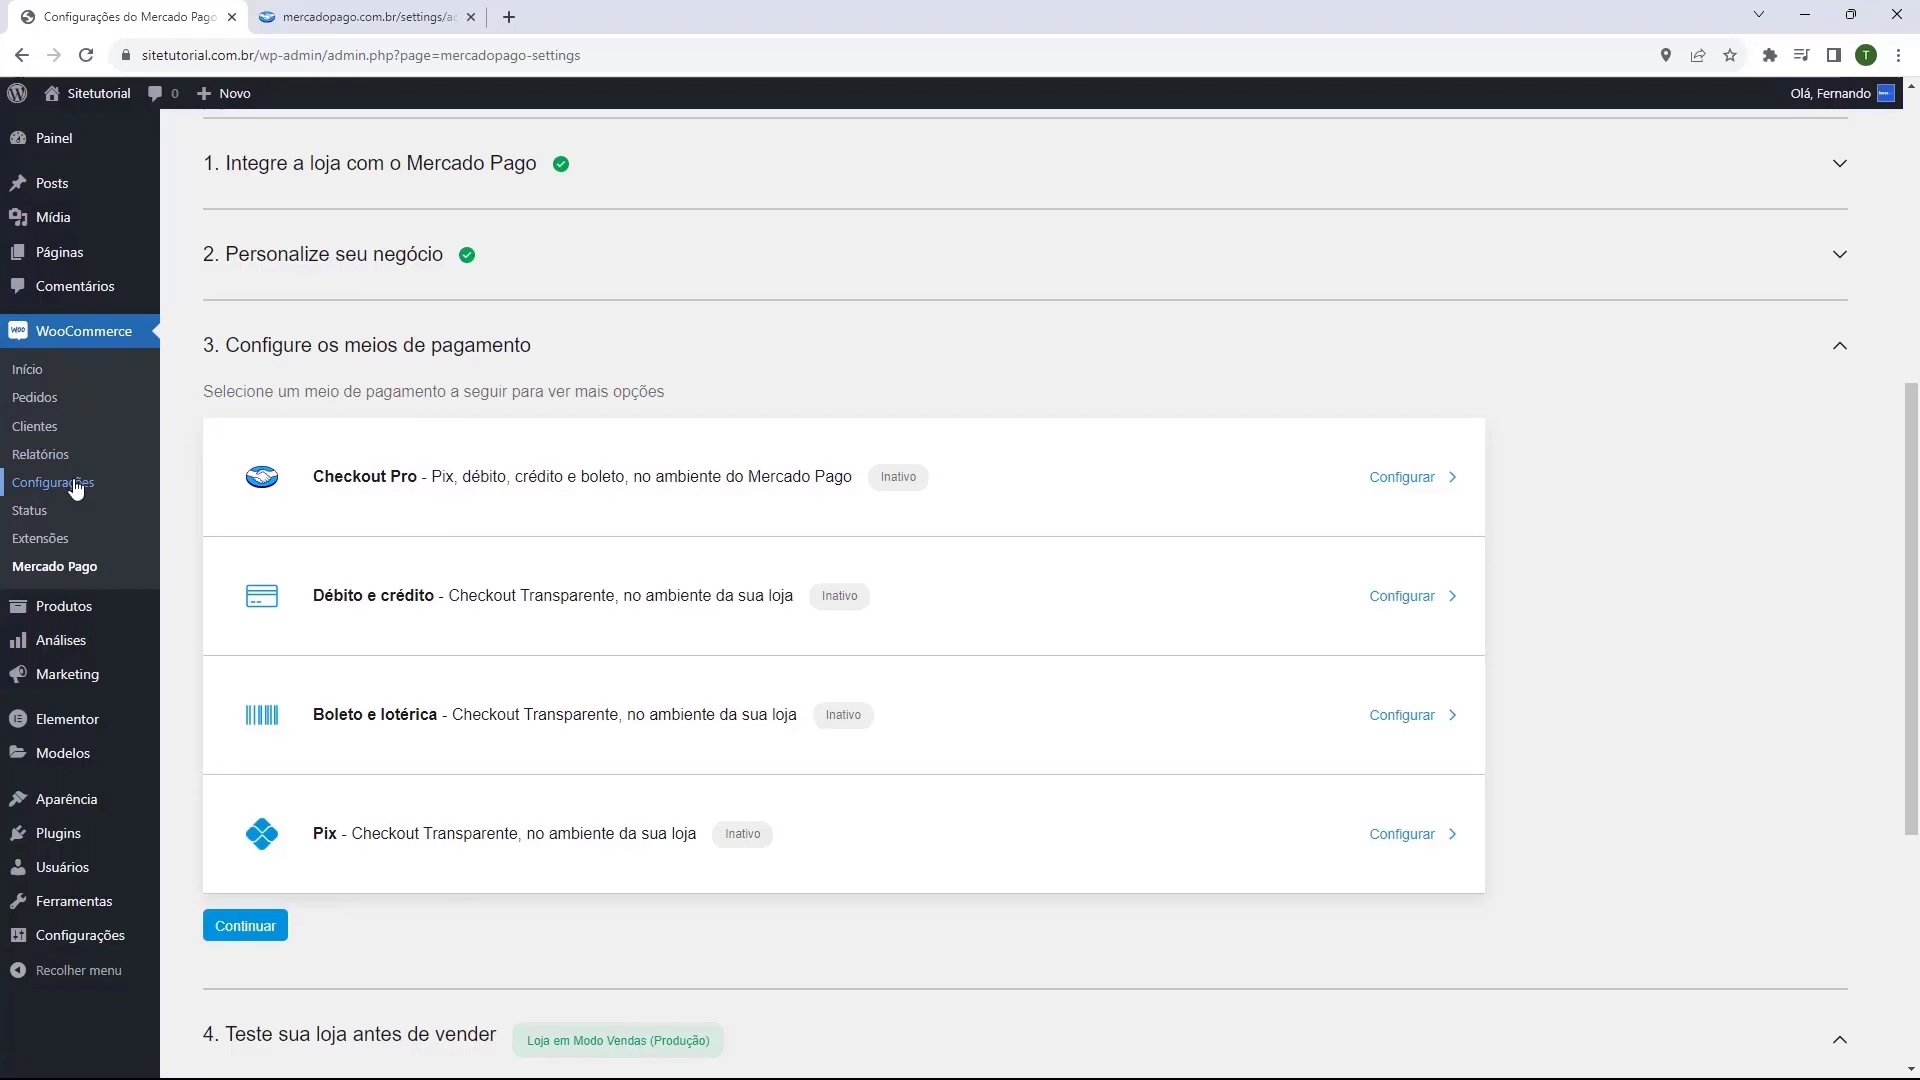 Configurações do Mercado Pago
mercadopago.com.br/settings/ac
sitetutorial.com.br/wp-admin/admin.php?page=mercadopago-settings
T
Sitetutorial
0
Novo
Olá, Fernando
Painel
Posts
Mídia
Páginas
Comentários
WooCommerce
Início
Pedidos
Clientes
Relatórios
Configurações
Status
Extensões
Mercado Pago
Produtos
Análises
Marketing
Elementor
Modelos
Aparência
Plugins
Usuários
Ferramentas
Configurações
Recolher menu
1. Integre a loja com o Mercado Pago
2. Personalize seu negócio
3. Configure os meios de pagamento
Selecione um meio de pagamento a seguir para ver mais opções
Checkout Pro - Pix, débito, crédito e boleto, no ambiente do Mercado Pago Inativo Configurar
Débito e crédito - Checkout Transparente, no ambiente da sua loja Inativo Configurar
Boleto e lotérica - Checkout Transparente, no ambiente da sua loja Inativo Configurar
Pix - Checkout Transparente, no ambiente da sua loja Inativo Configurar
Continuar
4. Teste sua loja antes de vender Loja em Modo Vendas (Produção)